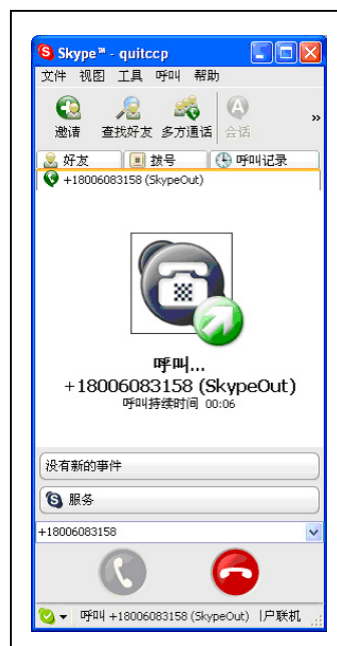 Skype™ - quitccp
文件 视图 工具 呼叫 帮助
邀请 查找好友 多方通话 会话 »
好友 拨号 呼叫记录
+18006083158 (SkypeOut)
呼叫...
+18006083158 (SkypeOut)
呼叫持续时间 00:06
没有新的事件
服务
+18006083158
呼叫 +18006083158 (SkypeOut) |户联机